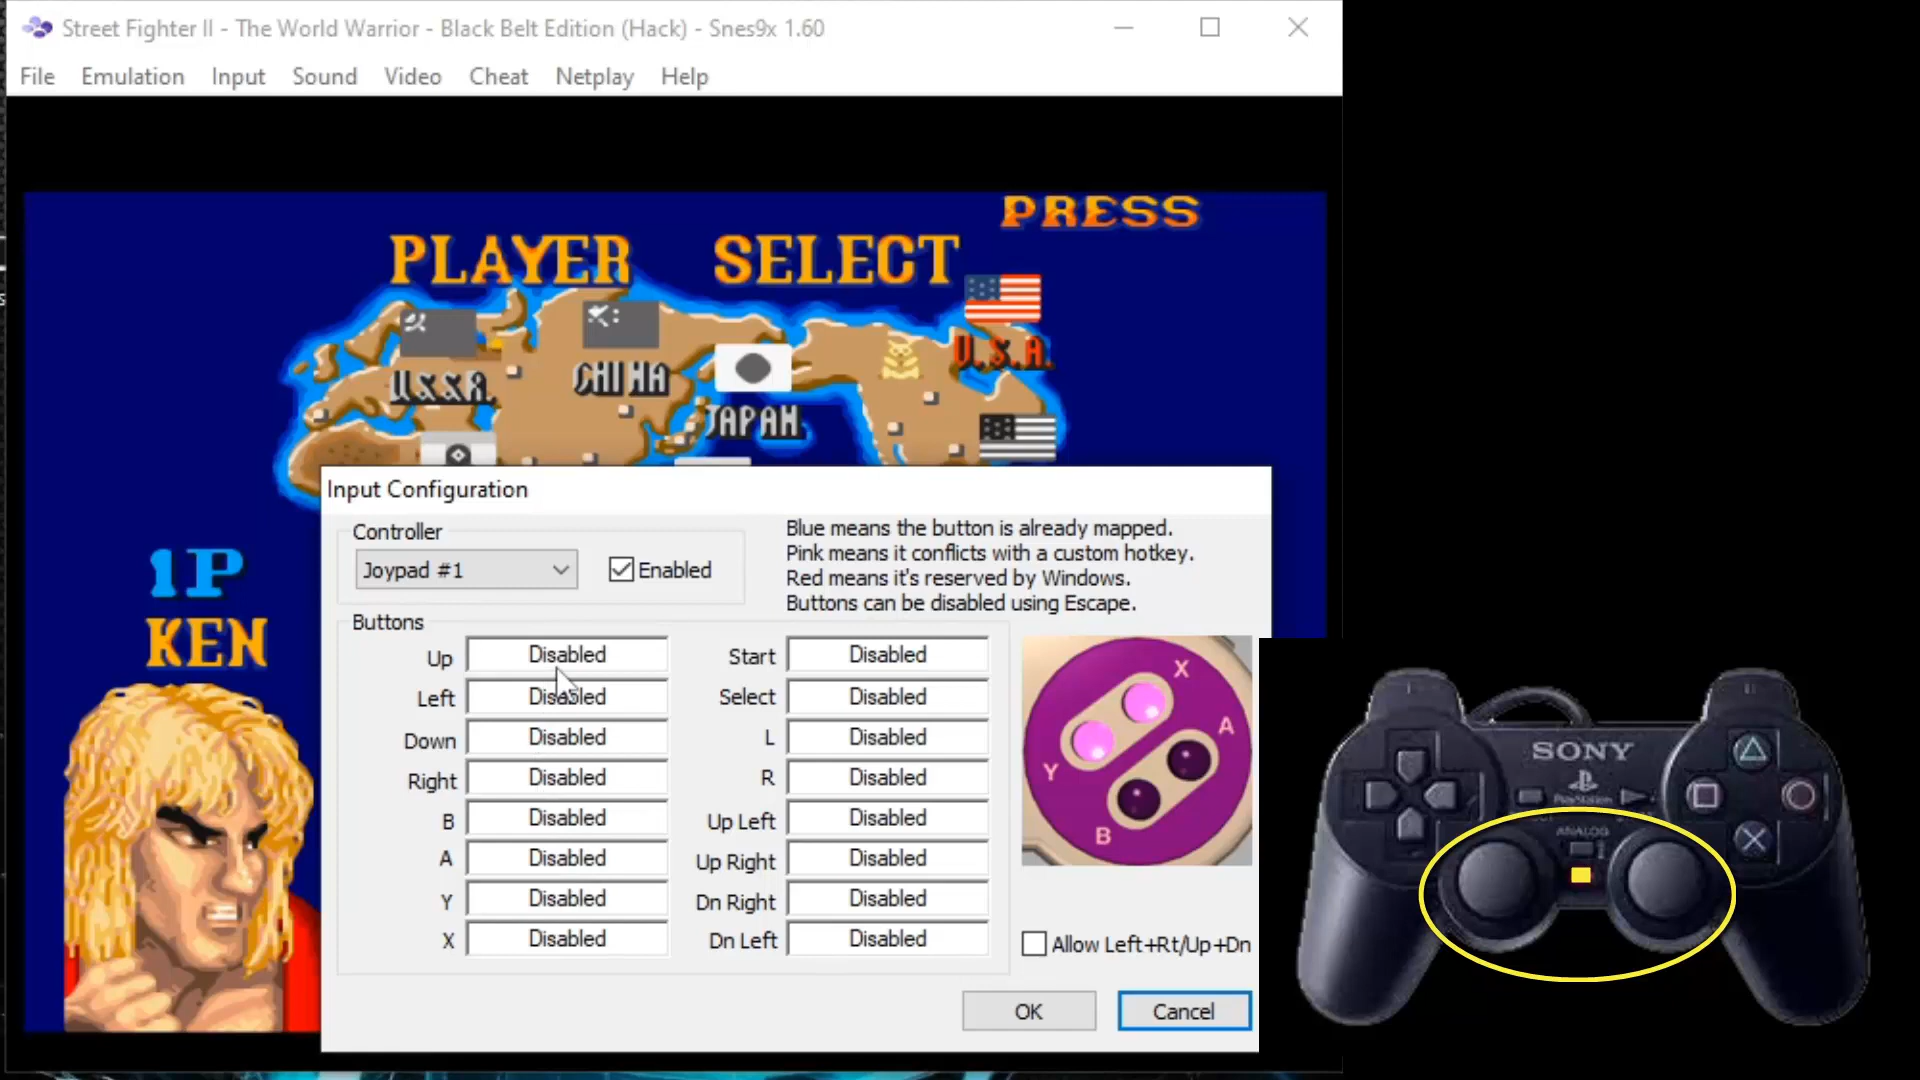 Street Fighter II - The World Warrior - Black Belt Edition (Hack) - Snes9x 1.60
File Emulation Input Sound Video Cheat Netplay Help
PRESS
PLAYER SELECT
U.S.A.
U.S.S.R.
CHINA
JAPAN
1P
KEN
Input Configuration
Controller
Joypad #1
Enabled
Blue means the button is already mapped.
Pink means it conflicts with a custom hotkey.
Red means it's reserved by Windows.
Buttons can be disabled using Escape.
Buttons
Up Disabled Start Disabled
Left Disabled Select Disabled
Down Disabled L Disabled
Right Disabled R Disabled
B Disabled Up Left Disabled
A Disabled Up Right Disabled
Y Disabled Dn Right Disabled
X Disabled Dn Left Disabled
X
A
Y
B
Allow Left+Rt/Up+Dn
OK Cancel
SONY
PlayStation
ANALOG